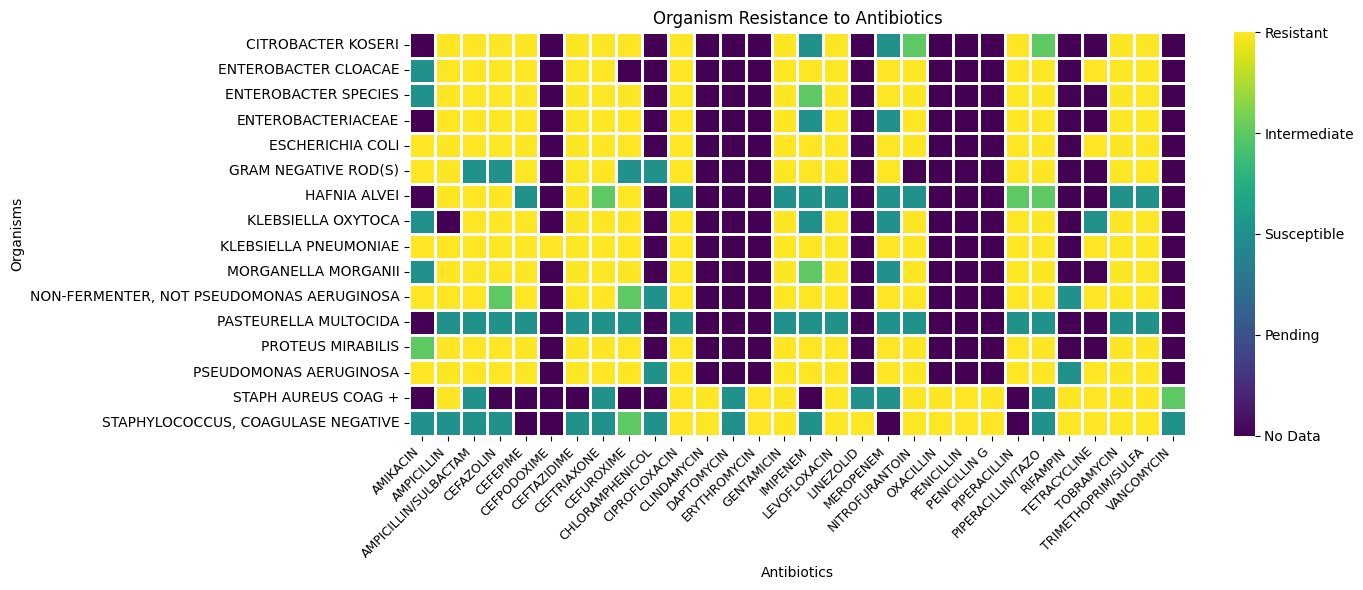 Organism Resistance to Antibiotics
Organisms
CITROBACTER KOSERI
ENTEROBACTER CLOACAE
ENTEROBACTER SPECIES
ENTEROBACTERIACEAE
ESCHERICHIA COLI
GRAM NEGATIVE ROD(S)
HAFNIA ALVEI
KLEBSIELLA OXYTOCA
KLEBSIELLA PNEUMONIAE
MORGANELLA MORGANII
NON-FERMENTER, NOT PSEUDOMONAS AERUGINOSA
PASTEURELLA MULTOCIDA
PROTEUS MIRABILIS
PSEUDOMONAS AERUGINOSA
STAPH AUREUS COAG +
STAPHYLOCOCCUS, COAGULASE NEGATIVE
AMIKACIN
AMPICILLIN
AMPICILLIN/SULBACTAM
CEFAZOLIN
CEFEPIME
CEFPODOXIME
CEFTAZIDIME
CEFTRIAXONE
CEFUROXIME
CHLORAMPHENICOL
CIPROFLOXACIN
CLINDAMYCIN
DAPTOMYCIN
ERYTHROMYCIN
GENTAMICIN
IMIPENEM
LEVOFLOXACIN
LINEZOLID
MEROPENEM
NITROFURANTOIN
OXACILLIN
PENICILLIN
PENICILLIN G
PIPERACILLIN
PIPERACILLIN/TAZO
RIFAMPIN
TETRACYCLINE
TOBRAMYCIN
TRIMETHOPRIM/SULFA
VANCOMYCIN
Antibiotics
Resistant
Intermediate
Susceptible
Pending
No Data